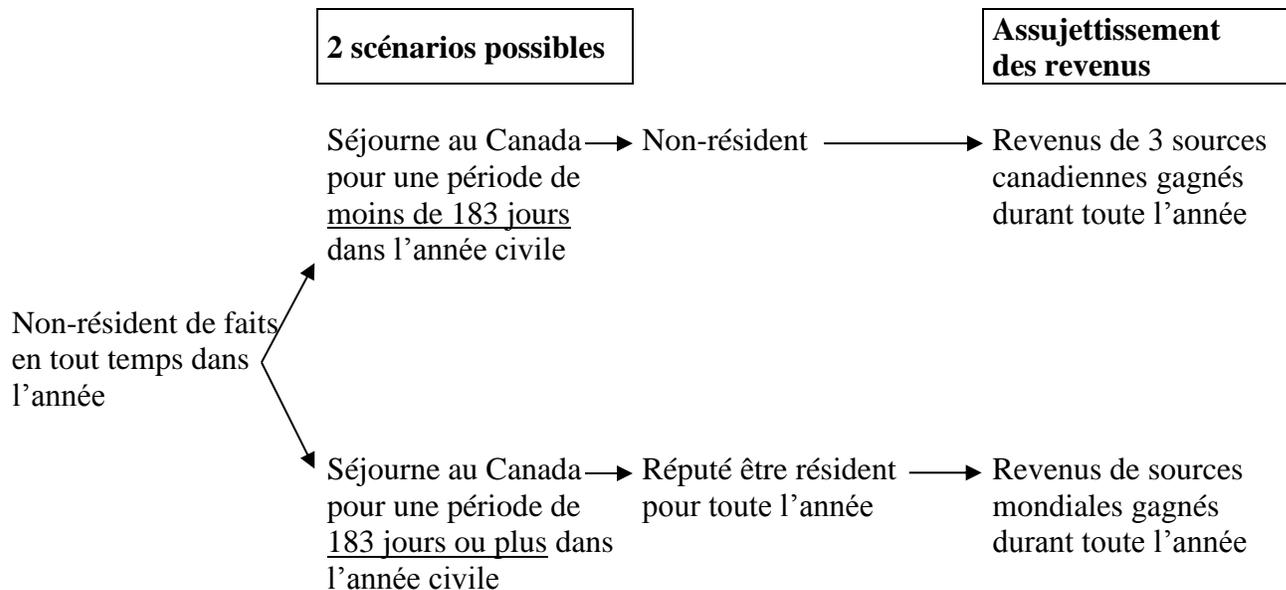 2 scénarios possibles
Assujettissement
des revenus
Séjourne au Canada
pour une période de
moins de 183 jours
dans l'année civile
Non-résident
Revenus de 3 sources
canadiennes gagnés
durant toute l'année
Non-résident de faits
en tout temps dans
l'année
Séjourne au Canada
pour une période de
183 jours ou plus dans
l'année civile
Réputé être résident
pour toute l'année
Revenus de sources
mondiales gagnés
durant toute l'année